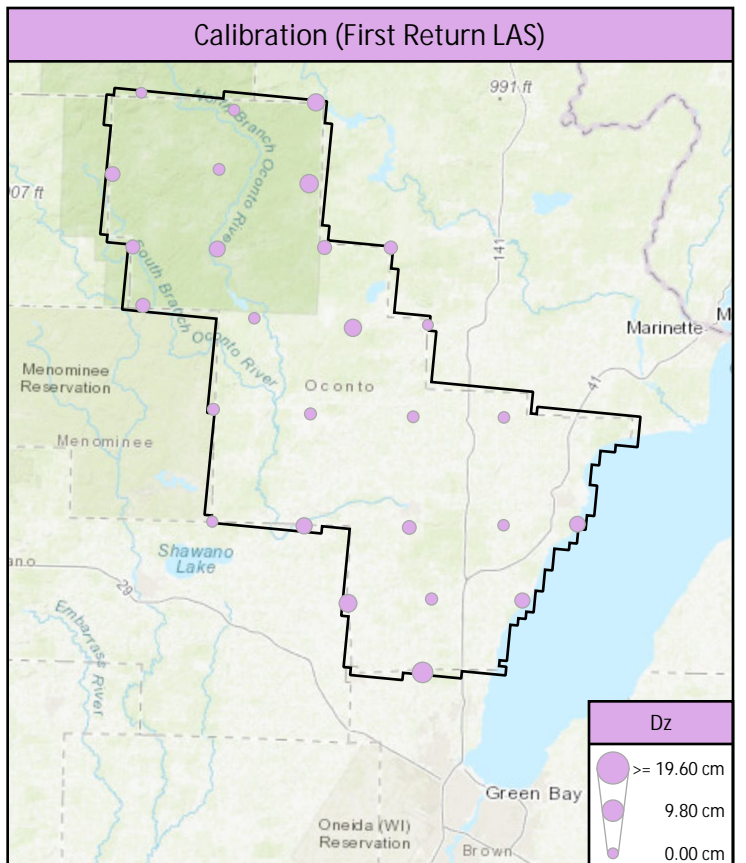 Calibration (First Return LAS)
991 ft
North Branch Oconto River
07 ft
141
South Branch Oconto River
Marinette
M
Menominee
Reservation
Oconto
41
Menominee
Shawano
Lake
ano
29
Embarrass River
Dz
>= 19.60 cm
9.80 cm
0.00 cm
Green Bay
Oneida (WI)
Reservation
Brown